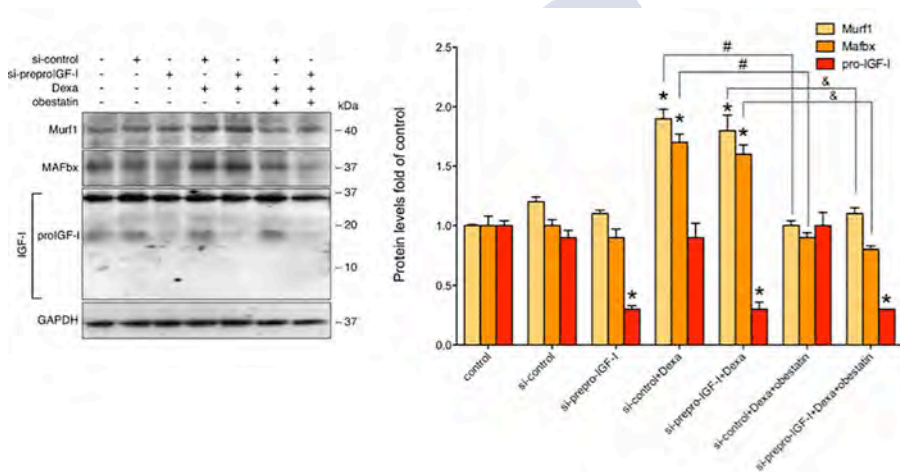 si-control - + - + - + -
si-preproIGF-I - - + - + - +
Dexa - - - + + + +
obestatin - - - - - + +
kDa
Murf1 - 40
MAFbx - 37
- 37
- 20
IGF-I
proIGF-I
- 10
GAPDH - 37
Murf1
Mafbx
pro-IGF-I
Protein levels fold of control
2.5
2.0
1.5
1.0
0.5
0.0
#
#
&
&
* * * * * *
control
si-control
si-prepro-IGF-I
si-control+Dexa
si-prepro-IGF-I+Dexa
si-control+Dexa+obestatin
si-prepro-IGF-I+Dexa+obestatin